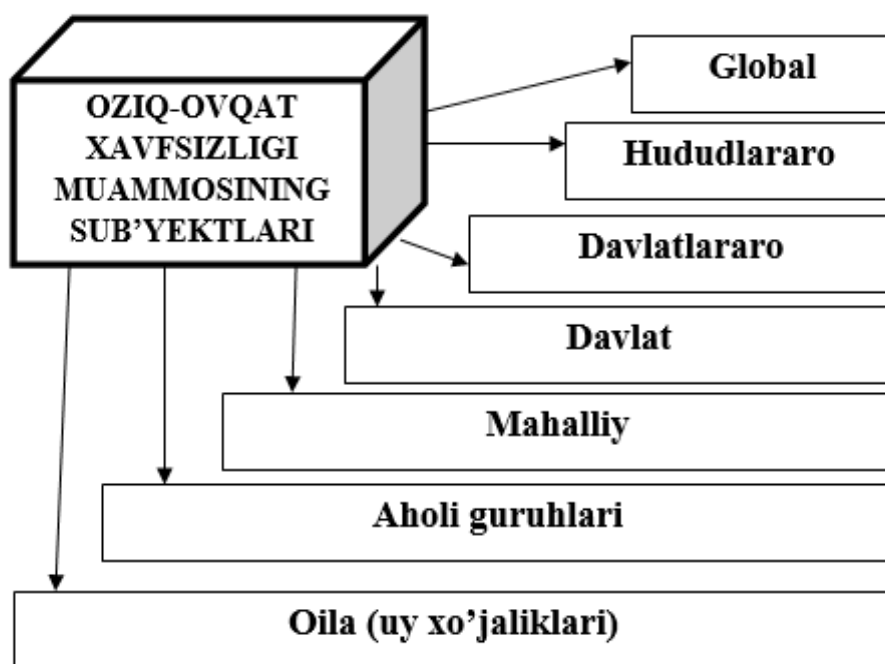 OZIQ-OVQAT
XAVFSIZLIGI
MUAMMOSINING
SUB’YEKTLARI
Global
Hududlararo
Davlatlararo
Davlat
Mahalliy
Aholi guruhlari
Oila (uy xo’jaliklari)